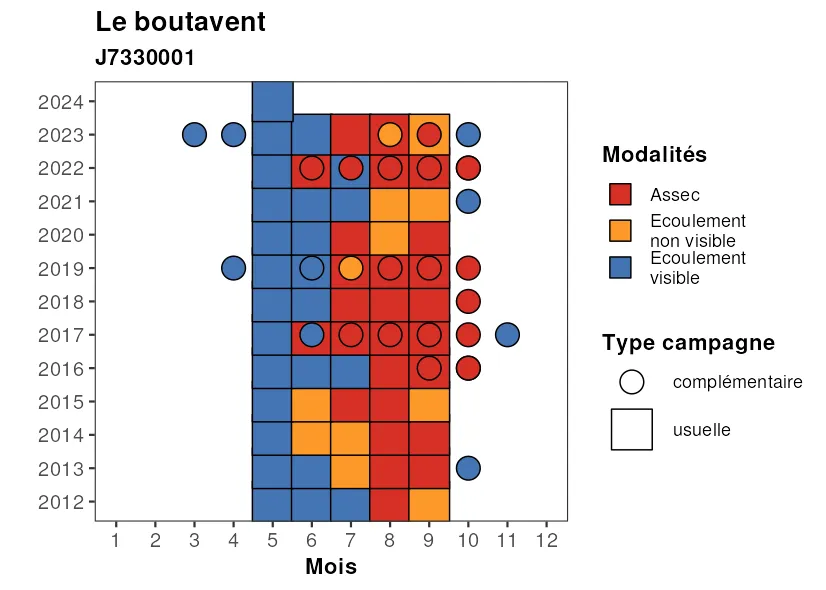 Le boutavent
J7330001
2024
2023
2022
2021
2020
2019
2018
2017
2016
2015
2014
2013
2012
1 2 3 4 5 6 7 8 9 10 11 12
Mois
Modalités
Assec
Ecoulement
non visible
Ecoulement
visible
Type campagne
complémentaire
usuelle